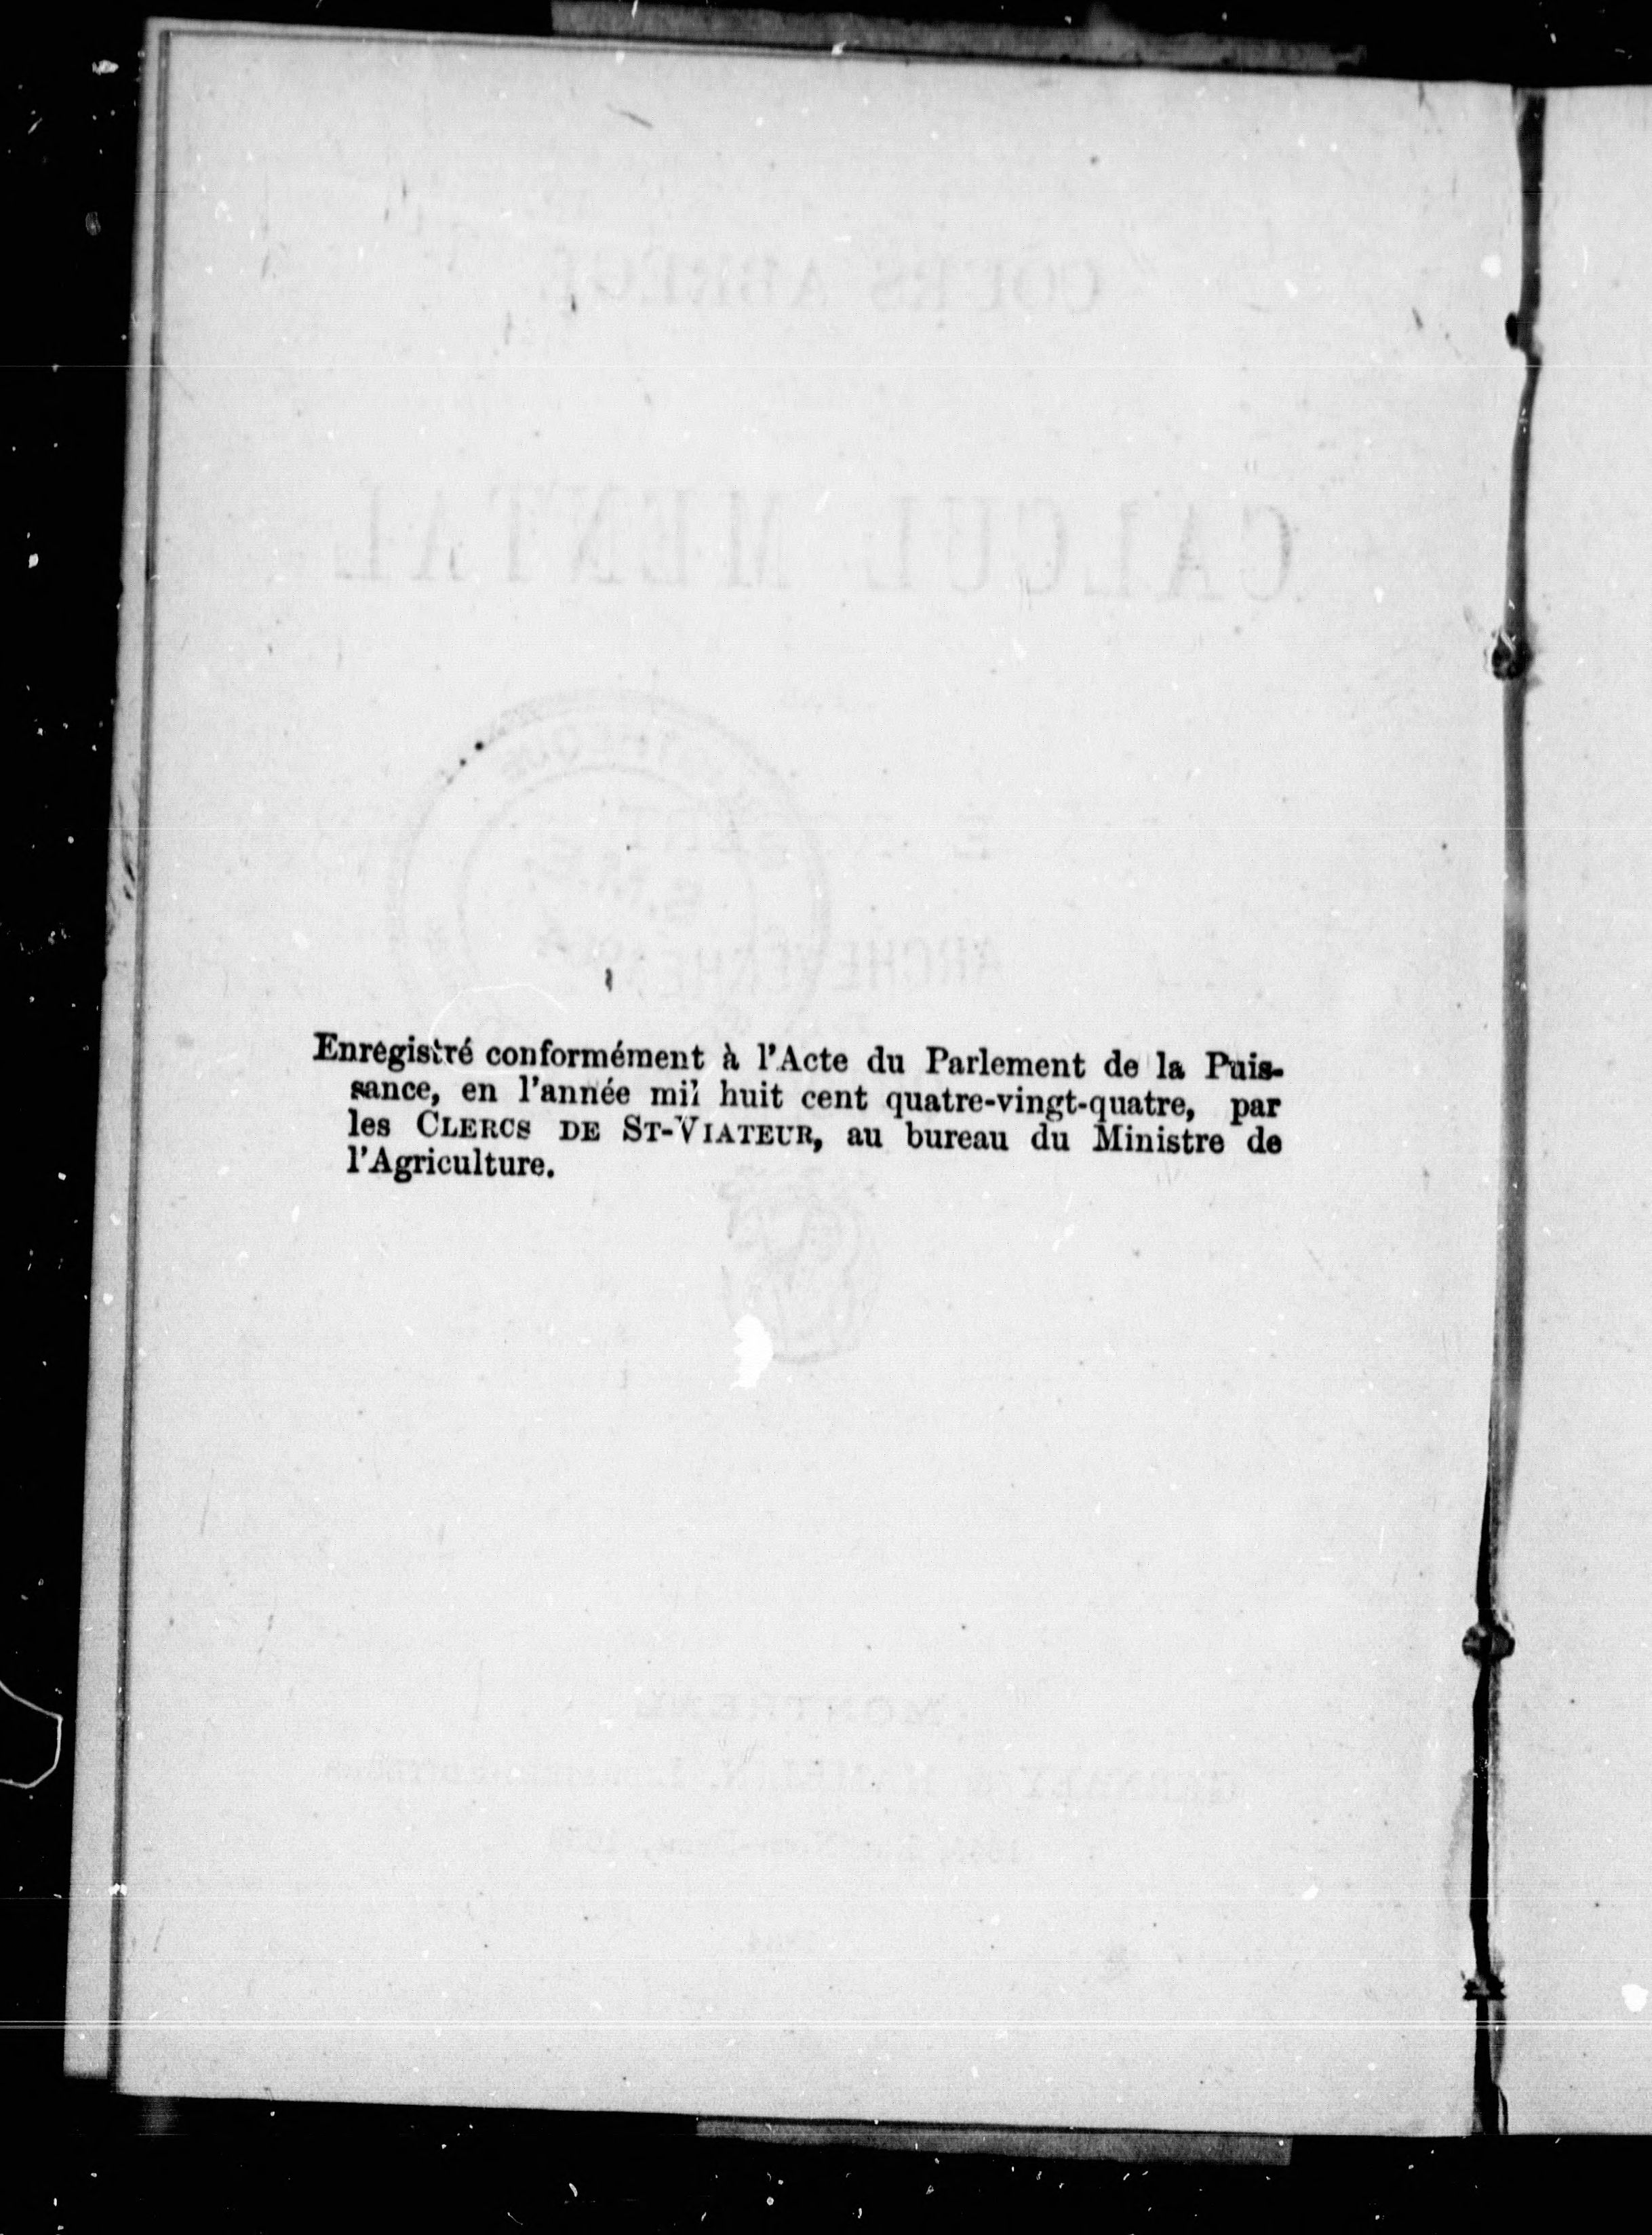 Enregistré conformément à l'Acte du Parlement de la Puis-
sance, en l'année mil huit cent quatre-vingt-quatre, par
les CLERCS DE ST-VIATEUR, au bureau du Ministre de
l'Agriculture.